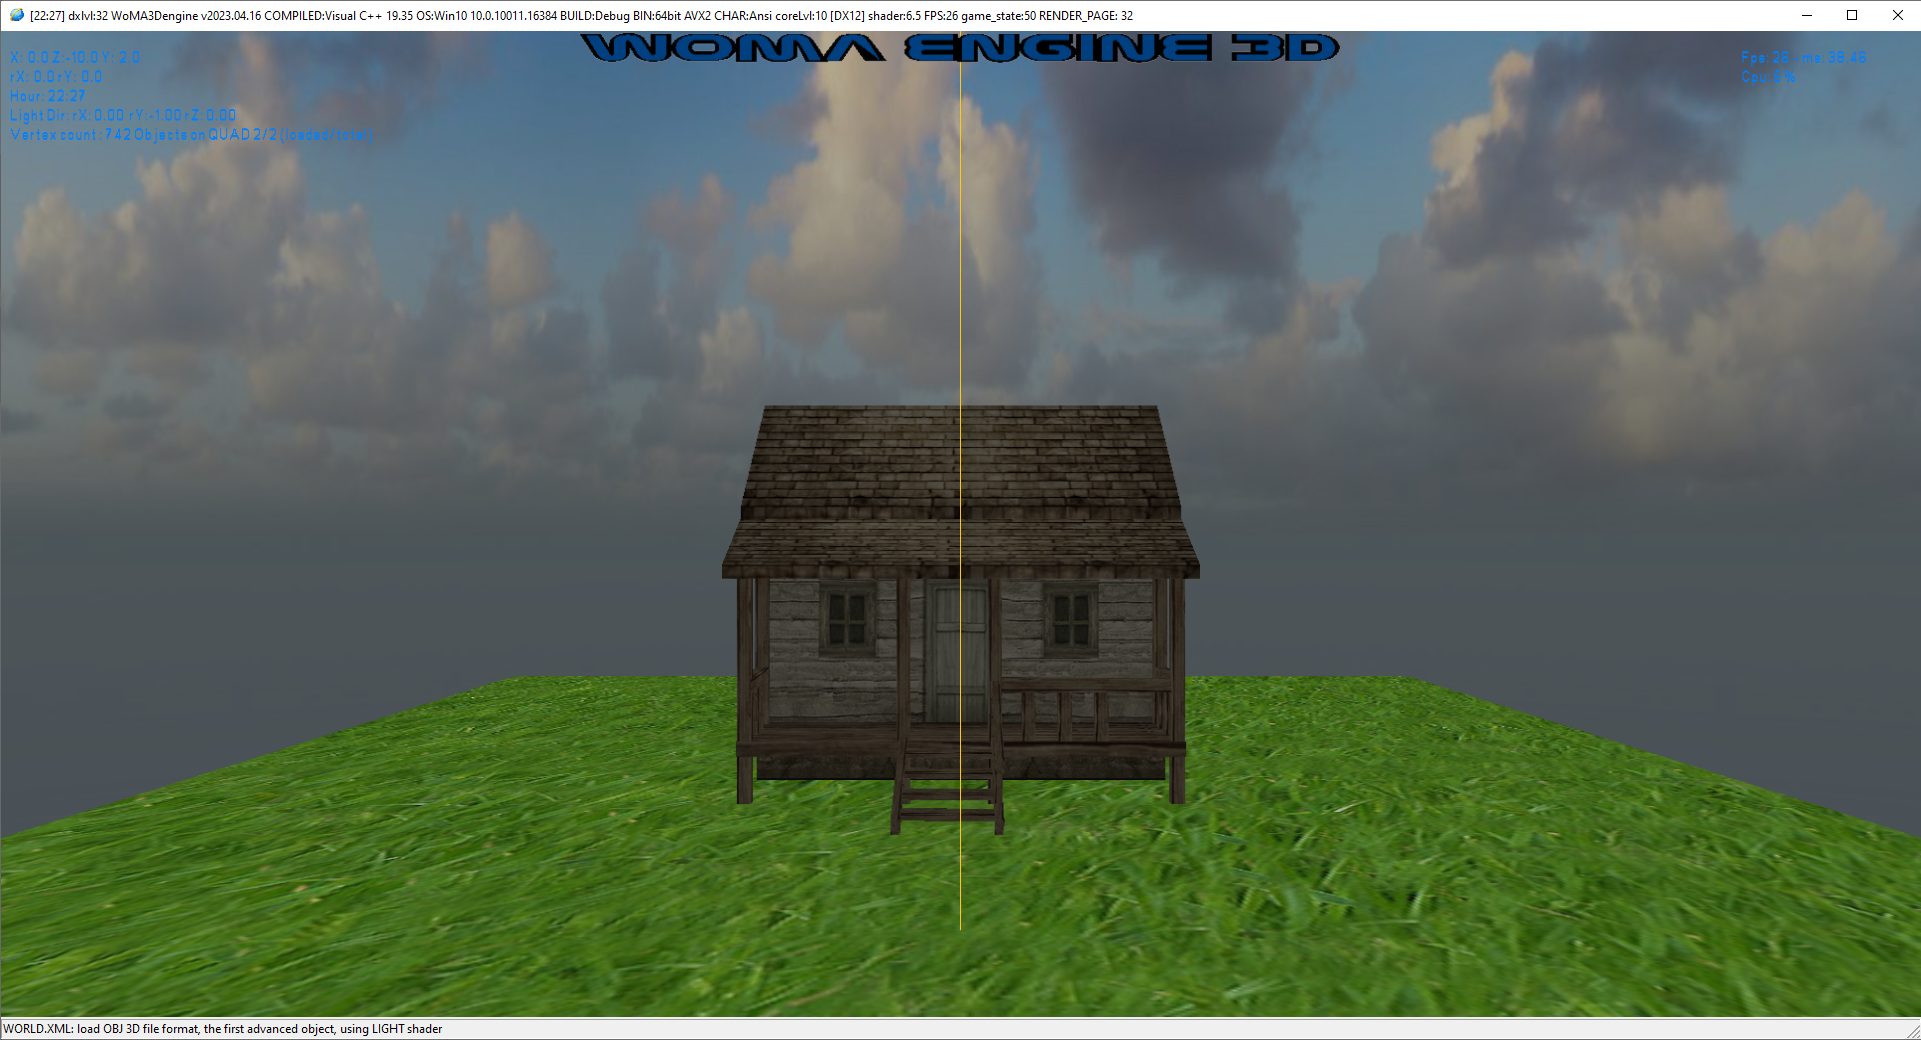 [22:27] dxlvl:32 WoMA3Dengine v2023.04.16 COMPILED:Visual C++ 19.35 OS:Win10 10.0.10011.16384 BUILD:Debug BIN:64bit AVX2 CHAR:Ansi coreLvl:10 [DX12] shader:6.5 FPS:26 game_state:50 RENDER_PAGE: 32
WOMA ENGINE 3D
X: 0.0 Z:-10.0 Y: 2.0
rX: 0.0 rY: 0.0
Hour: 22:27
Light Dir: rX: 0.00 rY:-1.00 rZ: 0.00
Vertex count: 742 Objects on QUAD 2/2
Fps: 26 - ms: 38.46
Cpu: %
WORLD.XML: load OBJ 3D file format, the first advanced object, using LIGHT shader